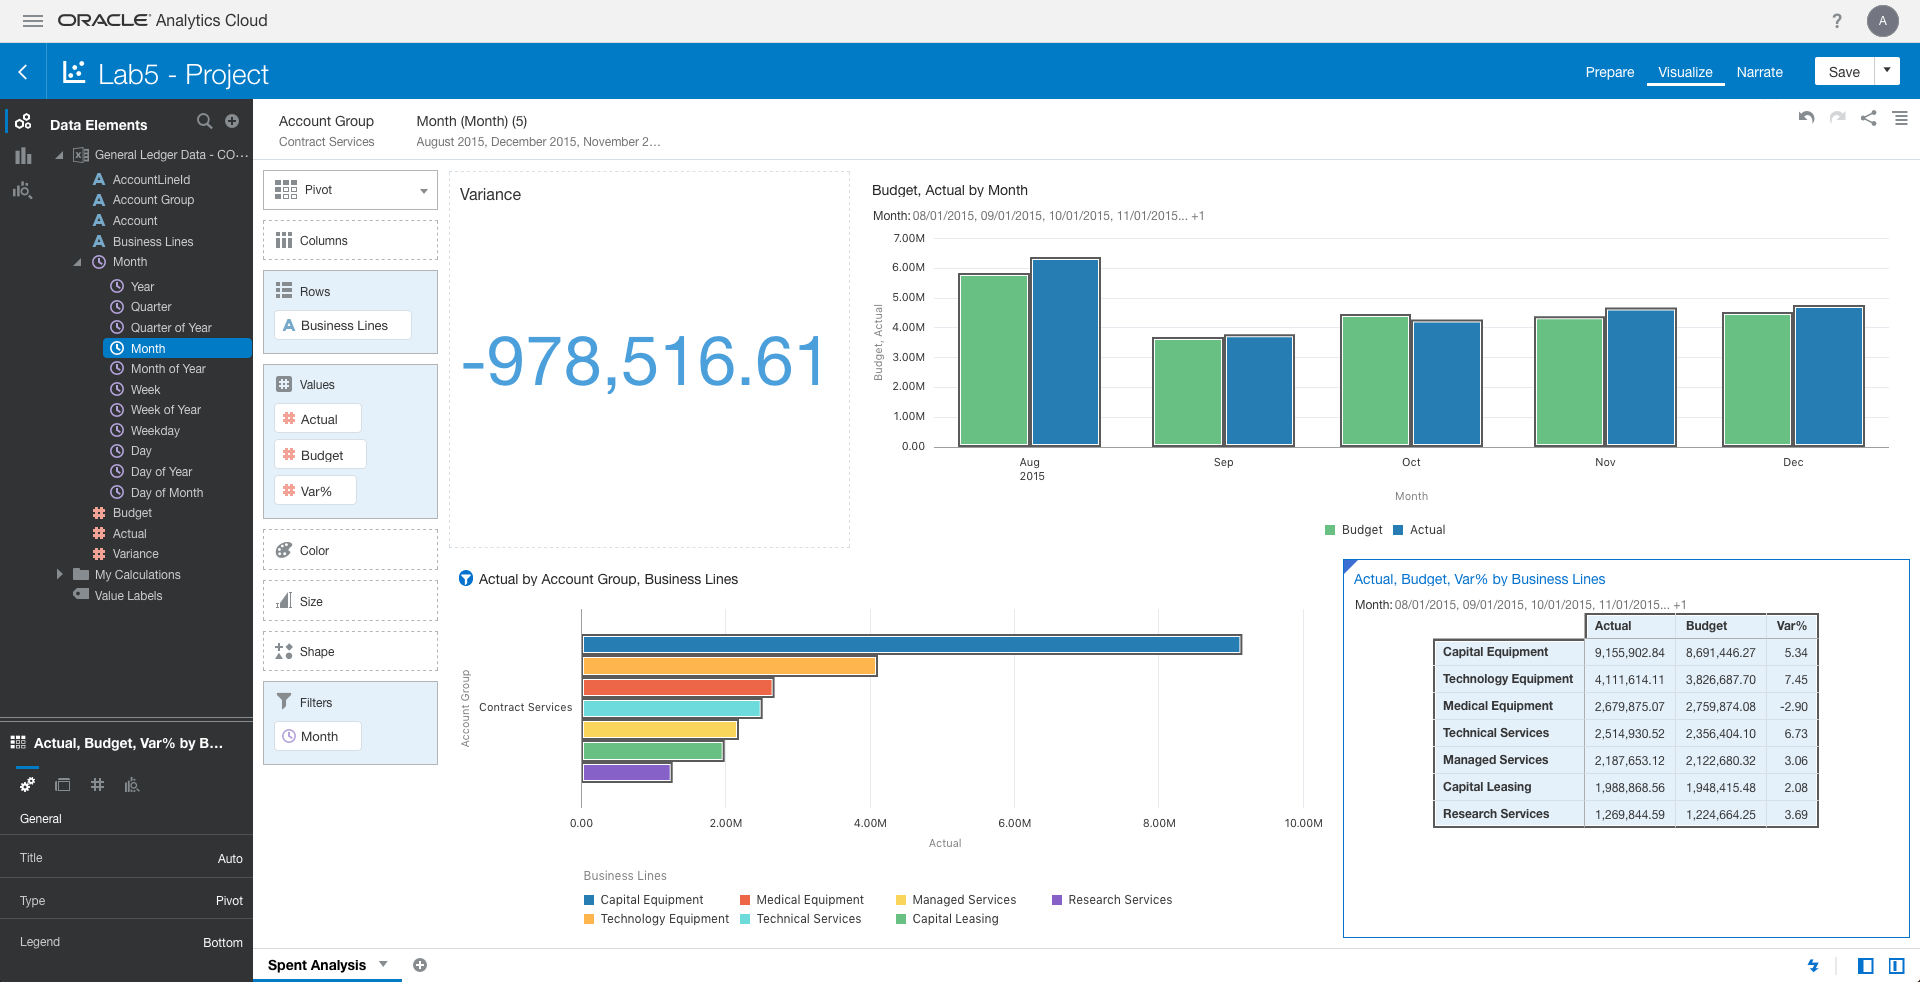 ORACLE Analytics Cloud
?
A
Lab5 - Project
Prepare
Visualize
Narrate
Save
Data Elements
General Ledger Data - CO...
AccountLineId
Account Group
Account
Business Lines
Month
Year
Quarter
Quarter of Year
Month
Month of Year
Week
Week of Year
Weekday
Day
Day of Year
Day of Month
Budget
Actual
Variance
My Calculations
Value Labels
Actual, Budget, Var% by B...
General
Title Auto
Type Pivot
Legend Bottom
Account Group
Contract Services
Month (Month) (5)
August 2015, December 2015, November 2...
Pivot
Columns
Rows
A Business Lines
Values
# Actual
# Budget
# Var%
Color
Size
Shape
Filters
Month
Variance
-978,516.61
Budget, Actual by Month
Month: 08/01/2015, 09/01/2015, 10/01/2015, 11/01/2015... +1
7.00M
6.00M
5.00M
4.00M
3.00M
2.00M
1.00M
0.00
Budget, Actual
Aug Sep Oct Nov Dec
2015
Month
Budget Actual
Actual by Account Group, Business Lines
Account Group
Contract Services
0.00 2.00M 4.00M 6.00M 8.00M 10.00M
Actual
Business Lines
Capital Equipment Medical Equipment Managed Services Research Services
Technology Equipment Technical Services Capital Leasing
Actual, Budget, Var% by Business Lines
Month: 08/01/2015, 09/01/2015, 10/01/2015, 11/01/2015... +1
Actual Budget Var%
Capital Equipment 9,155,902.84 8,691,446.27 5.34
Technology Equipment 4,111,614.11 3,826,687.70 7.45
Medical Equipment 2,679,875.07 2,759,874.08 -2.90
Technical Services 2,514,930.52 2,356,404.10 6.73
Managed Services 2,187,653.12 2,122,680.32 3.06
Capital Leasing 1,988,868.56 1,948,415.48 2.08
Research Services 1,269,844.59 1,224,664.25 3.69
Spent Analysis